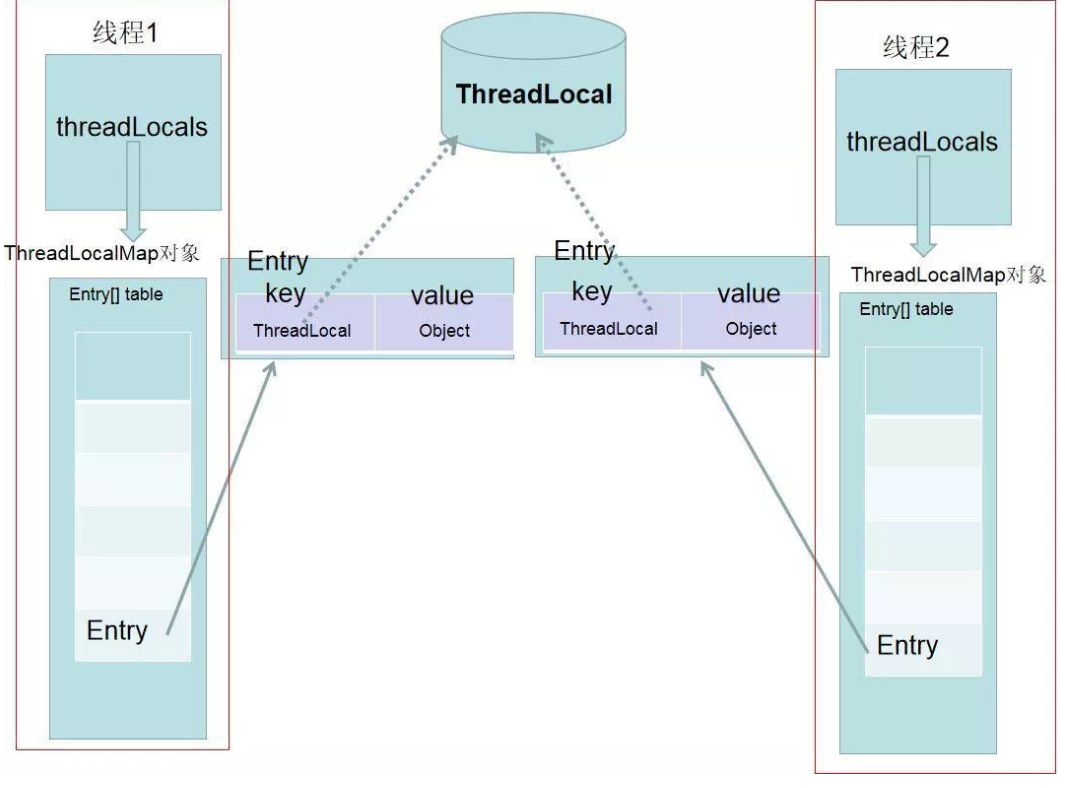 线程1
threadLocals
ThreadLocalMap对象
Entry[] table
Entry
ThreadLocal
Entry
key
value
ThreadLocal
Object
Entry
key
value
ThreadLocal
Object
线程2
threadLocals
ThreadLocalMap对象
Entry[] table
Entry